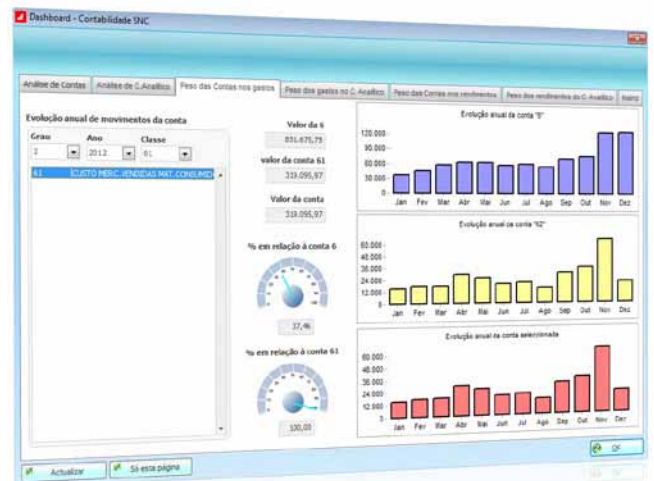 Dashboard - Contabilidade SNC
Análise de Contas
Análise de C.Analítico
Peso das Contas nos gastos
Peso dos gastos no C. Analítico
Peso das Contas nos rendimentos
Peso dos rendimentos do C. Analítico
Evolução anual de movimentos da conta
Grau Ano Classe
2 2012 61
61 (CUSTO MERC.VENDIDAS MAT.CONSUMID
Valor da 6
851.675,73
valor da conta 61
319.095,97
Valor da conta
319.095,97
% em relação à conta 6
37,46
% em relação à conta 61
100,00
Evolução anual da conta "6"
120.000
90.000
60.000
30.000
0
Jan Fev Mar Abr Mai Jun Jul Ago Sep Out Nov Dez
Evolução anual da conta "62"
60.000
48.000
36.000
24.000
12.000
0
Jan Fev Mar Abr Mai Jun Jul Ago Sep Out Nov Dez
Evolução anual da conta seleccionada
60.000
48.000
36.000
24.000
12.000
0
Jan Fev Mar Abr Mai Jun Jul Ago Sep Out Nov Dez
Actualizar
Só esta página